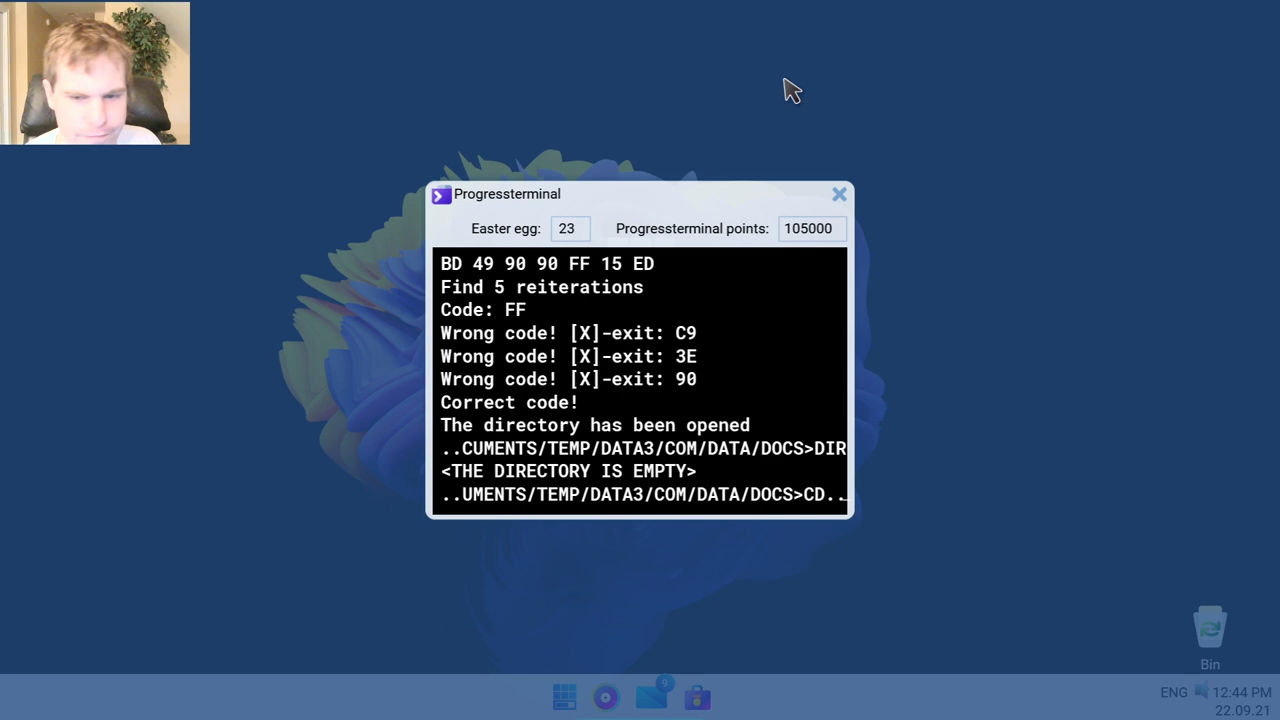 Progressterminal
Easter egg: 23 Progressterminal points: 105000
BD 49 90 90 FF 15 ED
Find 5 reiterations
Code: FF
Wrong code! [X]-exit: C9
Wrong code! [X]-exit: 3E
Wrong code! [X]-exit: 90
Correct code!
The directory has been opened
..CUMENTS/TEMP/DATA3/COM/DATA/DOCS>DIR
<THE DIRECTORY IS EMPTY>
..UMENTS/TEMP/DATA3/COM/DATA/DOCS>CD.._
Bin
9
ENG 12:44 PM
22.09.21